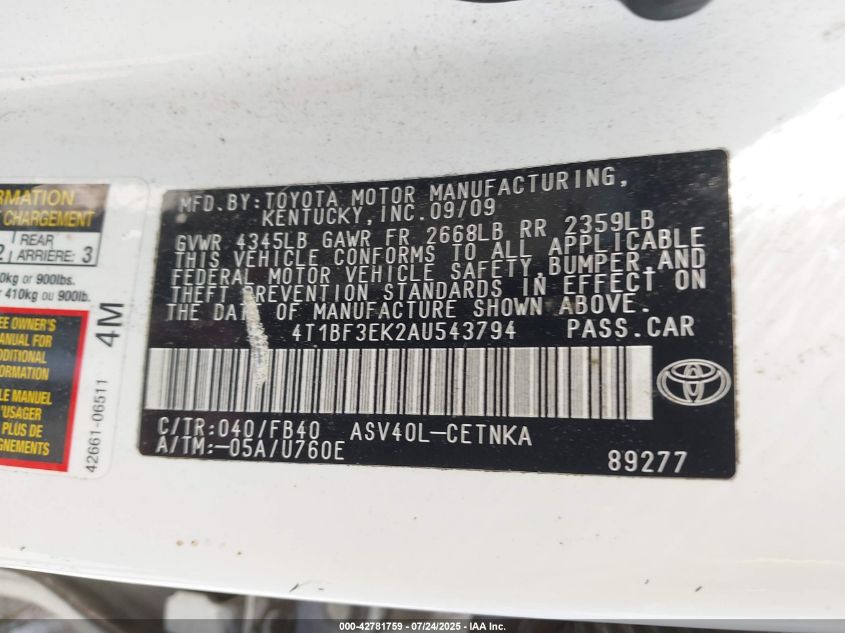 RMATION
CHARGEMENT
2 REAR ARRIÈRE: 3
0kg or 900lbs.
r 410kg ou 900lb.
EE OWNER'S
MANUAL FOR
ADDITIONAL
INFORMATION
LE MANUEL
L'USAGER
PLUS DE
4M
42661-06511
MFD.BY:TOYOTA MOTOR MANUFACTURING,
KENTUCKY,INC.09/09
GVWR 4345LB GAWR FR 2668LB RR 2359LB
THIS VEHICLE CONFORMS TO ALL APPLICABLE
FEDERAL MOTOR VEHICLE SAFETY,BUMPER,AND
THEFT PREVENTION STANDARDS IN EFFECT ON
THE DATE OF MANUFACTURE SHOWN ABOVE.
4T1BF3EK2AU543794 PASS.CAR
C/TR:040/FB40 ASV40L-CETNKA
A/TM:-05A/U760E
89277
000-42781759 - 07/24/2025 - IAA Inc.